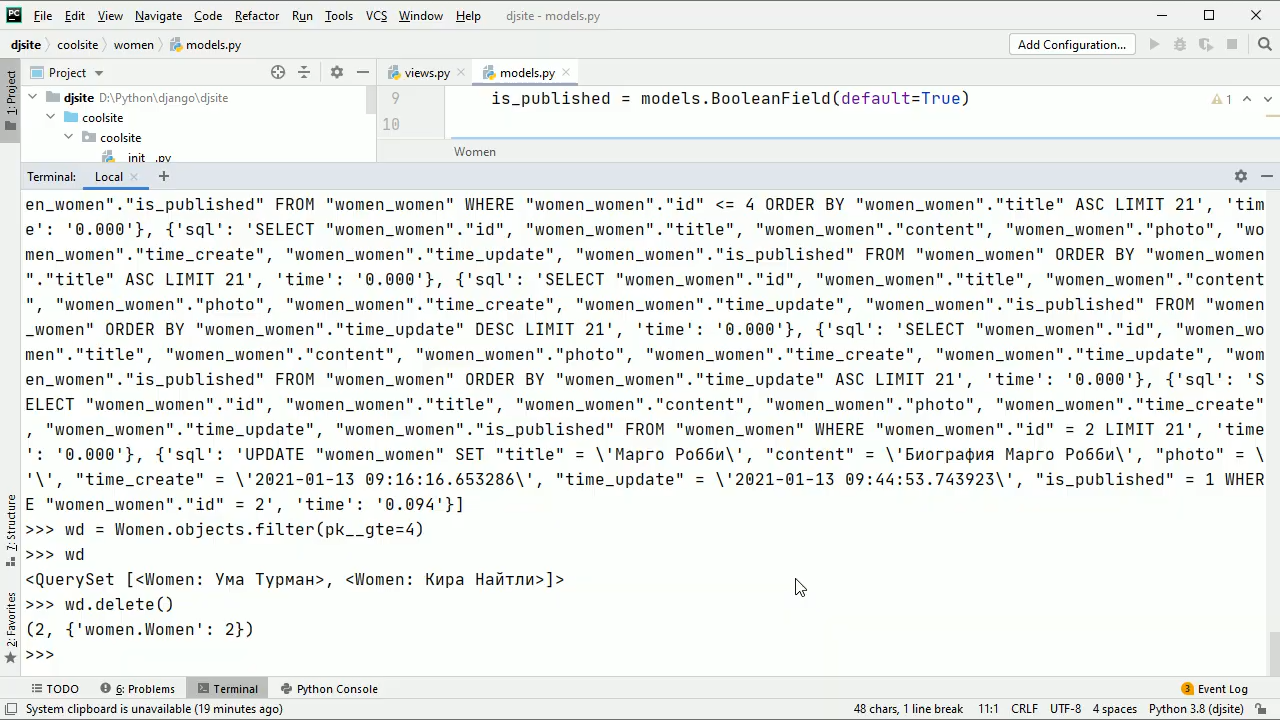 File Edit View Navigate Code Refactor Run Tools VCS Window Help djsite - models.py
djsite coolsite women models.py Add Configuration...
Project views.py models.py
1: Project
djsite D:\Python\django\djsite
coolsite
coolsite
__init__.py
9 is_published = models.BooleanField(default=True) 1
10
Women
Terminal: Local +
en_women"."is_published" FROM "women_women" WHERE "women_women"."id" <= 4 ORDER BY "women_women"."title" ASC LIMIT 21', 'tim
e': '0.000'}, {'sql': 'SELECT "women_women"."id", "women_women"."title", "women_women"."content", "women_women"."photo", "wo
men_women"."time_create", "women_women"."time_update", "women_women"."is_published" FROM "women_women" ORDER BY "women_women
"."title" ASC LIMIT 21', 'time': '0.000'}, {'sql': 'SELECT "women_women"."id", "women_women"."title", "women_women"."content
", "women_women"."photo", "women_women"."time_create", "women_women"."time_update", "women_women"."is_published" FROM "women
_women" ORDER BY "women_women"."time_update" DESC LIMIT 21', 'time': '0.000'}, {'sql': 'SELECT "women_women"."id", "women_wo
men"."title", "women_women"."content", "women_women"."photo", "women_women"."time_create", "women_women"."time_update", "wom
en_women"."is_published" FROM "women_women" ORDER BY "women_women"."time_update" ASC LIMIT 21', 'time': '0.000'}, {'sql': 'S
ELECT "women_women"."id", "women_women"."title", "women_women"."content", "women_women"."photo", "women_women"."time_create"
, "women_women"."time_update", "women_women"."is_published" FROM "women_women" WHERE "women_women"."id" = 2 LIMIT 21', 'time
': '0.000'}, {'sql': 'UPDATE "women_women" SET "title" = \'Марго Робби\', "content" = \'Биография Марго Робби\', "photo" = \
'\', "time_create" = \'2021-01-13 09:16:16.653286\', "time_update" = \'2021-01-13 09:44:53.743923\', "is_published" = 1 WHER
E "women_women"."id" = 2', 'time': '0.094'}]
>>> wd = Women.objects.filter(pk__gte=4)
>>> wd
<QuerySet [<Women: Ума Турман>, <Women: Кира Найтли>]>
>>> wd.delete()
(2, {'women.Women': 2})
>>>
7: Structure
2: Favorites
TODO 6: Problems Terminal Python Console 3 Event Log
System clipboard is unavailable (19 minutes ago) 48 chars, 1 line break 11:1 CRLF UTF-8 4 spaces Python 3.8 (djsite)